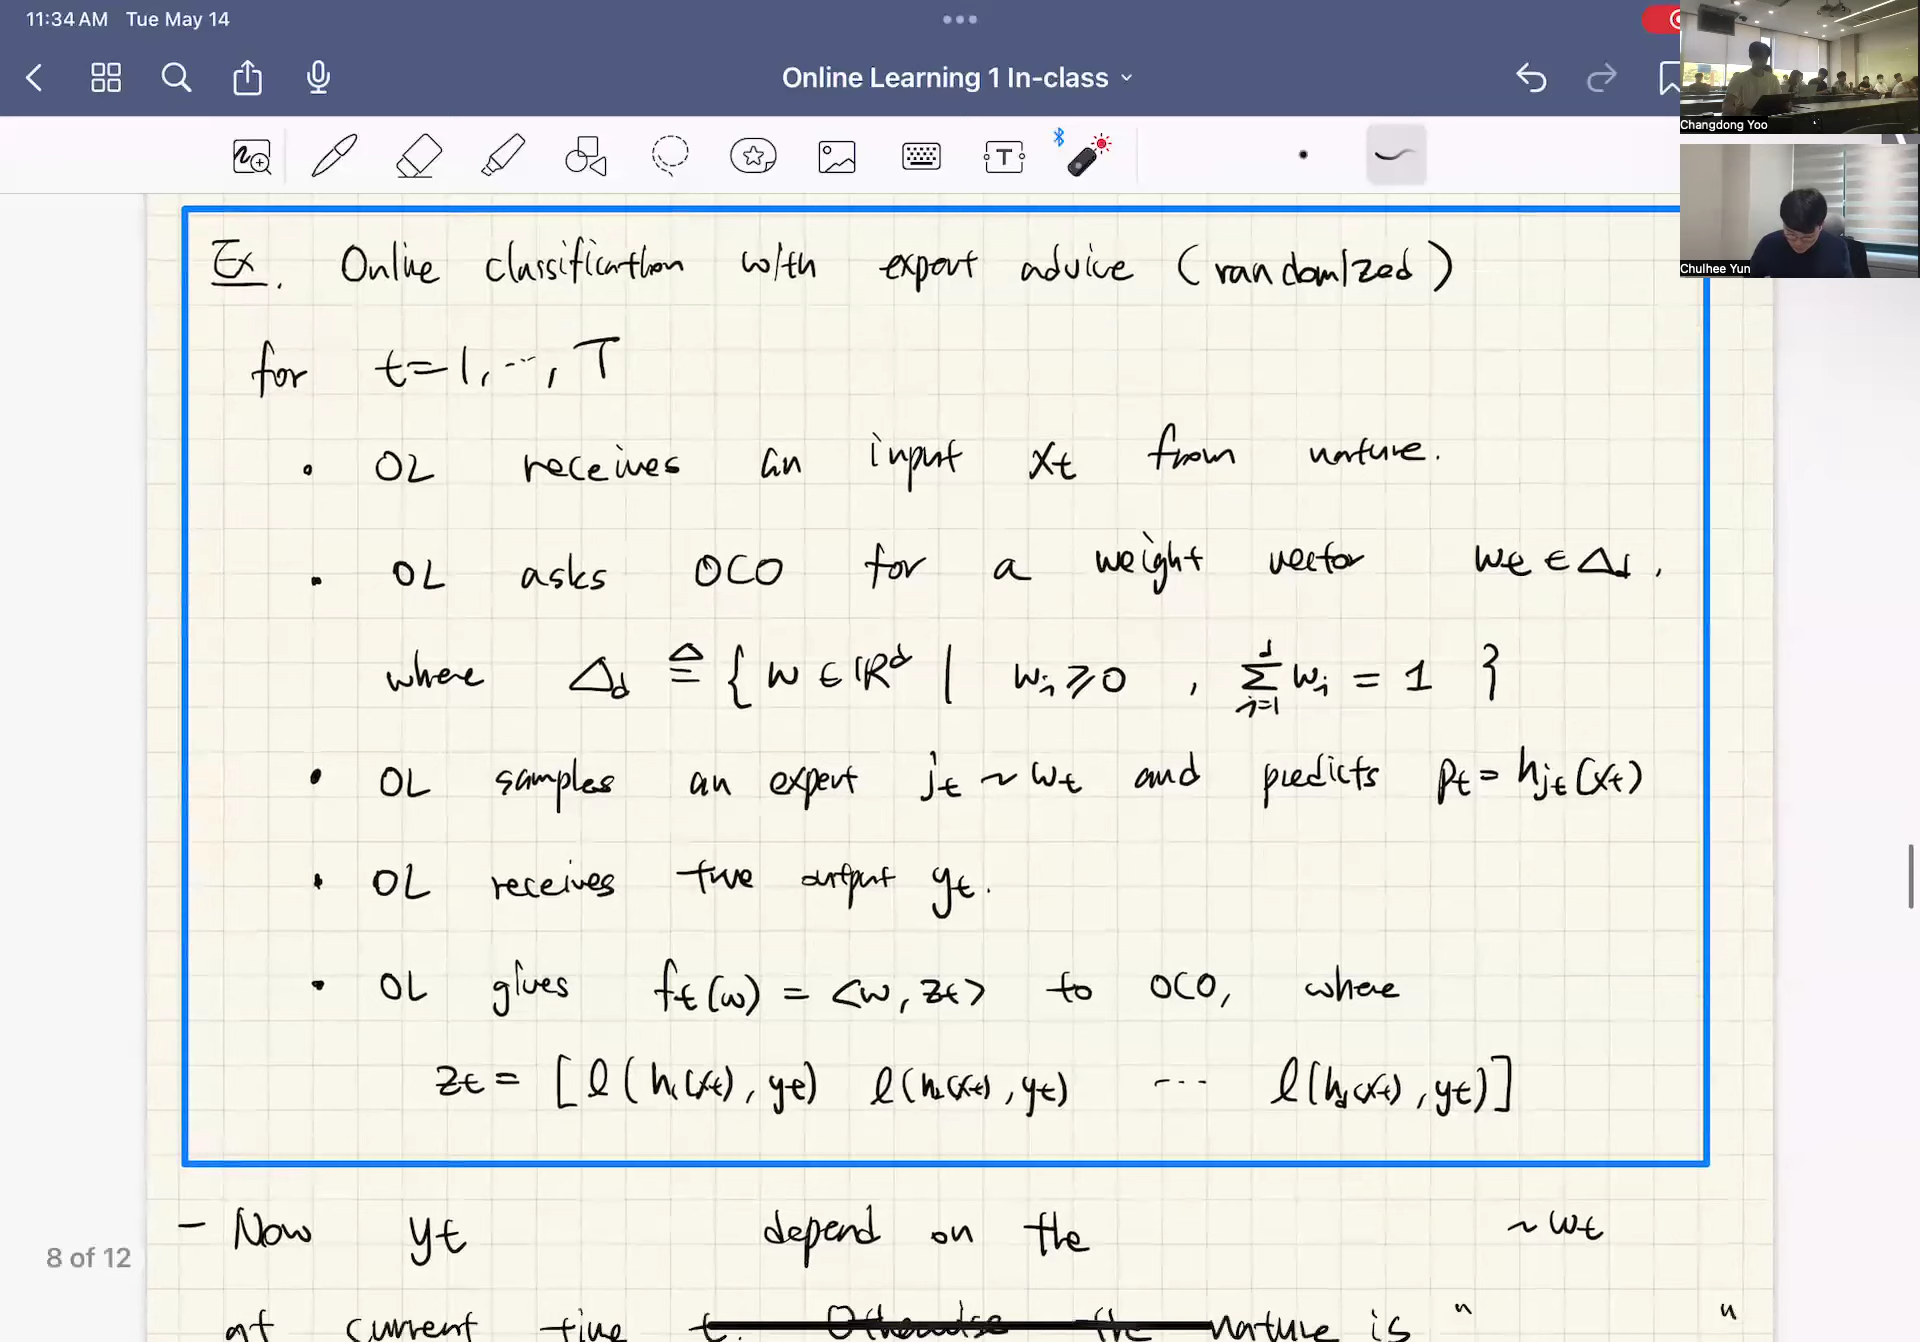 11:34 AM Tue May 14
Online Learning 1 In-class
Changdong Yoo
Chulhee Yun
Ex. Online classification with expert advice (randomized)
for t=1, ..., T
• OL receives an input xt from nature.
• OL asks OCO for a weight vector wt ∈ Δd,
where Δd ≜ { w ∈ ℝ^d | wi ⩾ 0 , Σ_{i=1}^{d} wi = 1 }
• OL samples an expert jt ~ wt and predicts pt = hjt(xt)
• OL receives true output yt.
• OL gives ft(w) = <w, zt> to OCO, where
zt = [ℓ(h1(xt), yt) ℓ(h2(xt), yt) ... ℓ(hd(xt), yt)]
- Now yt depend on the ~ wt
8 of 12
at current time t. Otherwise the nature is " "